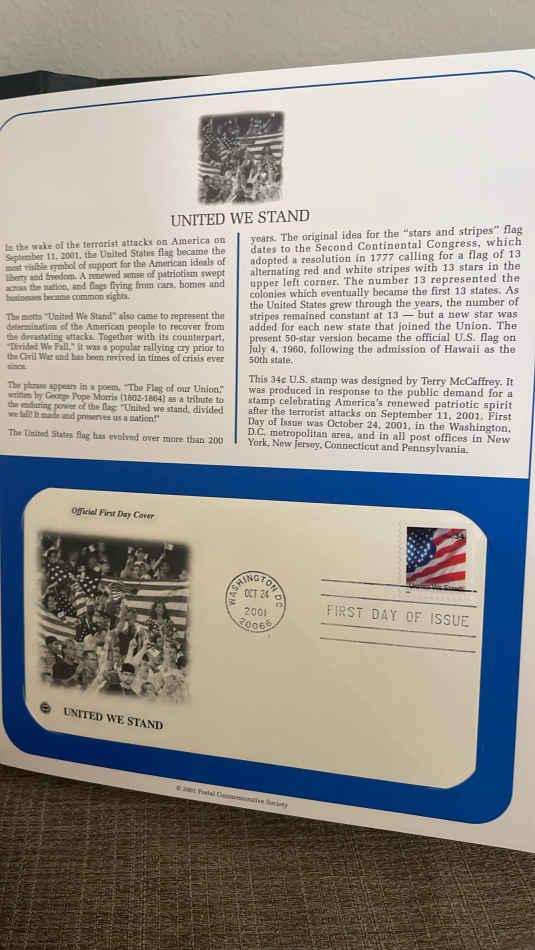 UNITED WE STAND
In the wake of the terrorist attacks on America on
September 11, 2001, the United States flag became the
most visible symbol of support for the American ideals of
liberty and freedom. A renewed sense of patriotism swept
across the nation, and flags flying from cars, homes and
businesses became common sights.
The motto “United We Stand” also came to represent the
determination of the American people to recover from
the devastating attacks. Together with its counterpart,
“Divided We Fall,” it was a popular rallying cry prior to
the Civil War and has been revived in times of crisis ever
since.
The phrase appears in a poem, “The Flag of our Union,”
written by George Pope Morris (1802-1864) as a tribute to
the enduring power of the flag: “United we stand, divided
we fall! It made and preserves us a nation!”
The United States flag has evolved over more than 200
years. The original idea for the “stars and stripes” flag
dates to the Second Continental Congress, which
adopted a resolution in 1777 calling for a flag of 13
alternating red and white stripes with 13 stars in the
upper left corner. The number 13 represented the
colonies which eventually became the first 13 states. As
the United States grew through the years, the number of
stripes remained constant at 13 — but a new star was
added for each new state that joined the Union. The
present 50-star version became the official U.S. flag on
July 4, 1960, following the admission of Hawaii as the
50th state.
This 34¢ U.S. stamp was designed by Terry McCaffrey. It
was produced in response to the public demand for a
stamp celebrating America’s renewed patriotic spirit
after the terrorist attacks on September 11, 2001. First
Day of Issue was October 24, 2001, in the Washington,
D.C. metropolitan area, and in all post offices in New
York, New Jersey, Connecticut and Pennsylvania.
Official First Day Cover
34
United We Stand
WASHINGTON DC
OCT 24
2001
20066
FIRST DAY OF ISSUE
UNITED WE STAND
© 2001 Postal Commemorative Society